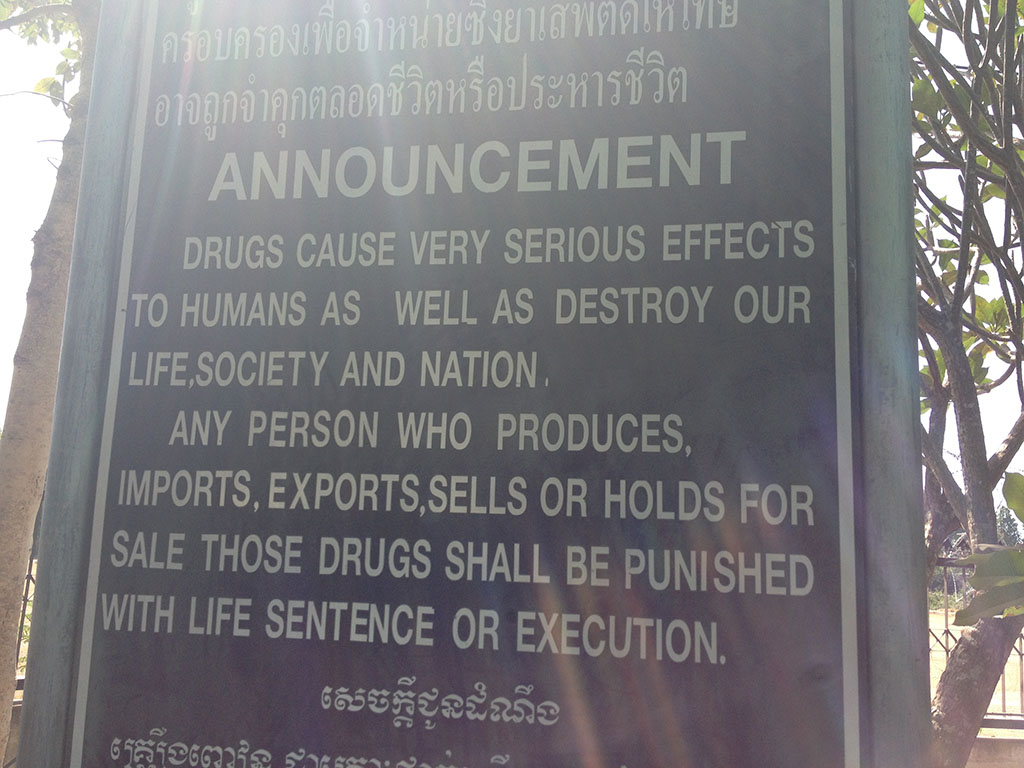 ครอบครองเพื่อจำหน่ายซึ่งยาเสพติดให้โทษ
อาจถูกจำคุกตลอดชีวิตหรือประหารชีวิต
ANNOUNCEMENT
DRUGS CAUSE VERY SERIOUS EFFECTS
TO HUMANS AS WELL AS DESTROY OUR
LIFE,SOCIETY AND NATION.
ANY PERSON WHO PRODUCES,
IMPORTS, EXPORTS,SELLS OR HOLDS FOR
SALE THOSE DRUGS SHALL BE PUNISHED
WITH LIFE SENTENCE OR EXECUTION.
សេចក្ដីជូនដំណឹង